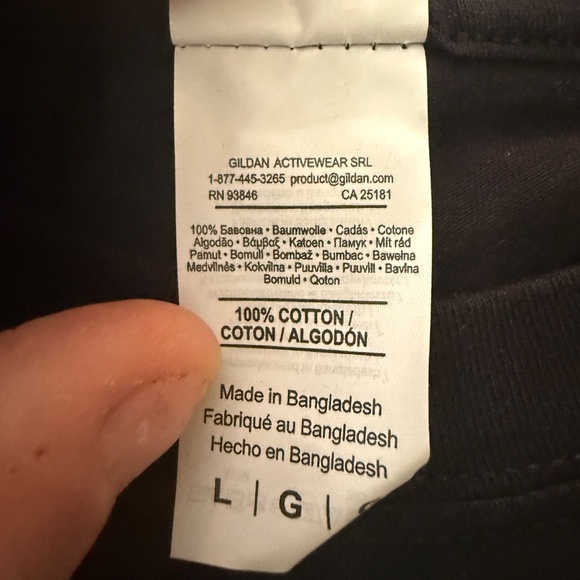 GILDAN ACTIVEWEAR SRL
1-877-445-3265 product@gildan.com
RN 93846 CA 25181
100% Бавовна • Baumwolle • Cadás • Cotone
Algodão • Βάμβαξ • Katoen • Памук • Mít rád
Pamut • Bomull • Bombaž • Bumbac • Bawełna
Medvilnės • Kokvilna • Puuvilla • Puuvill • Bavlna
Bomuld • Qoton
100% COTTON /
COTON / ALGODÓN
Made in Bangladesh
Fabriqué au Bangladesh
Hecho en Bangladesh
L | G |